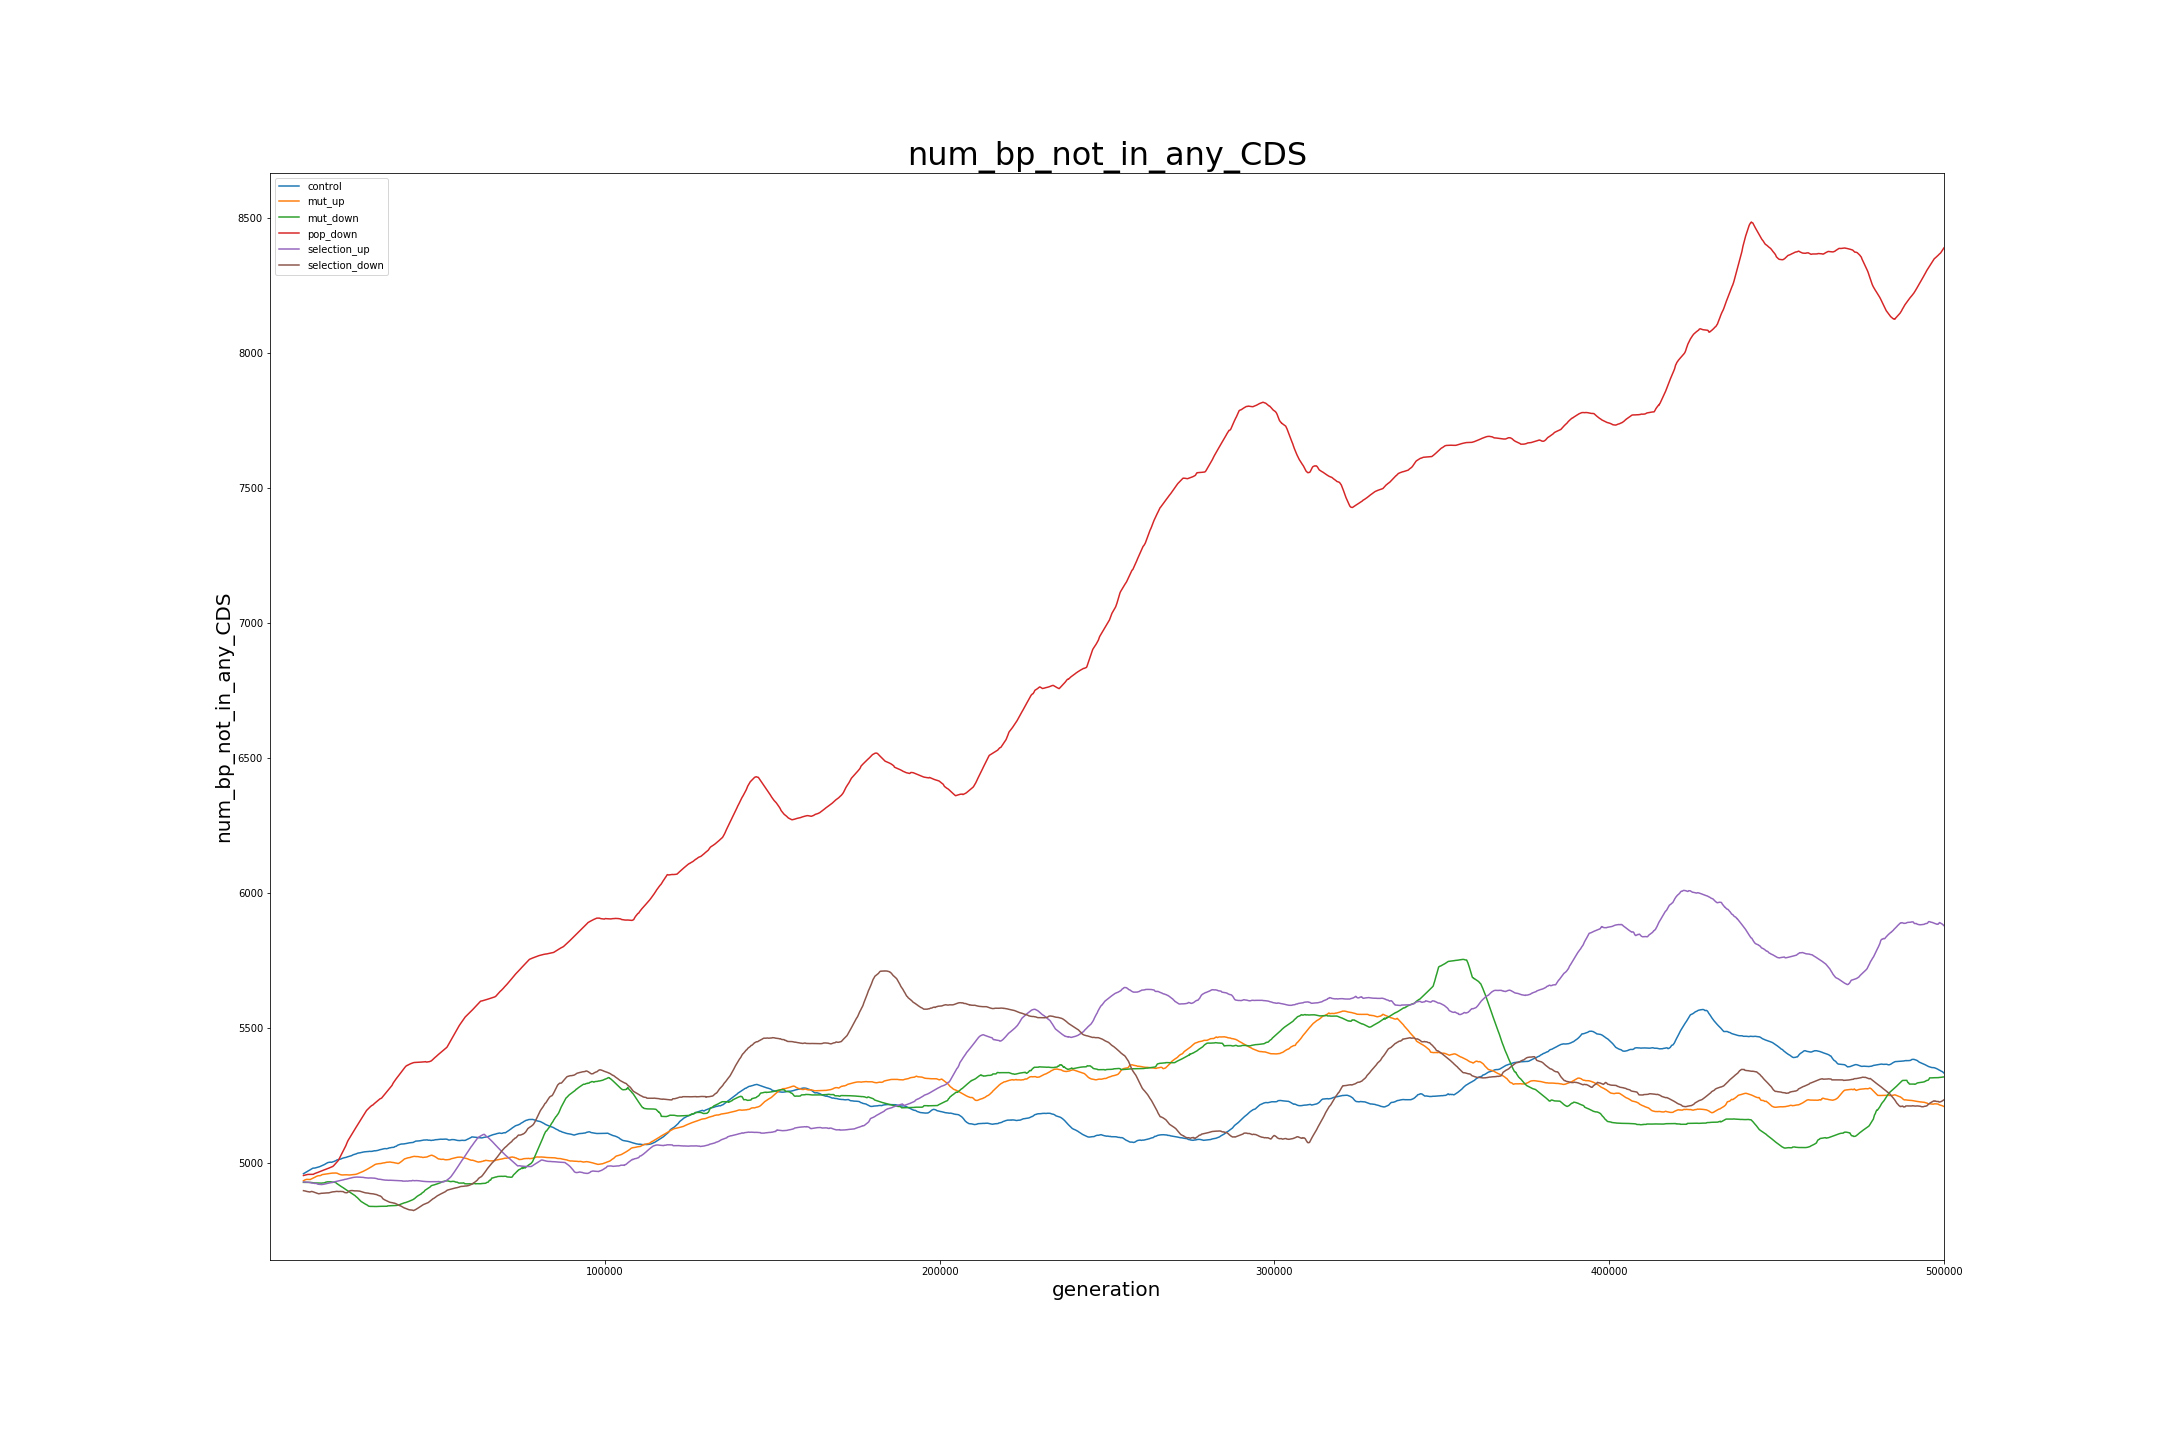 num_bp_not_in_any_CDS
control
mut_up
mut_down
pop_down
selection_up
selection_down
8500
8000
7500
7000
6500
6000
5500
5000
num_bp_not_in_any_CDS
100000
200000
300000
400000
500000
generation